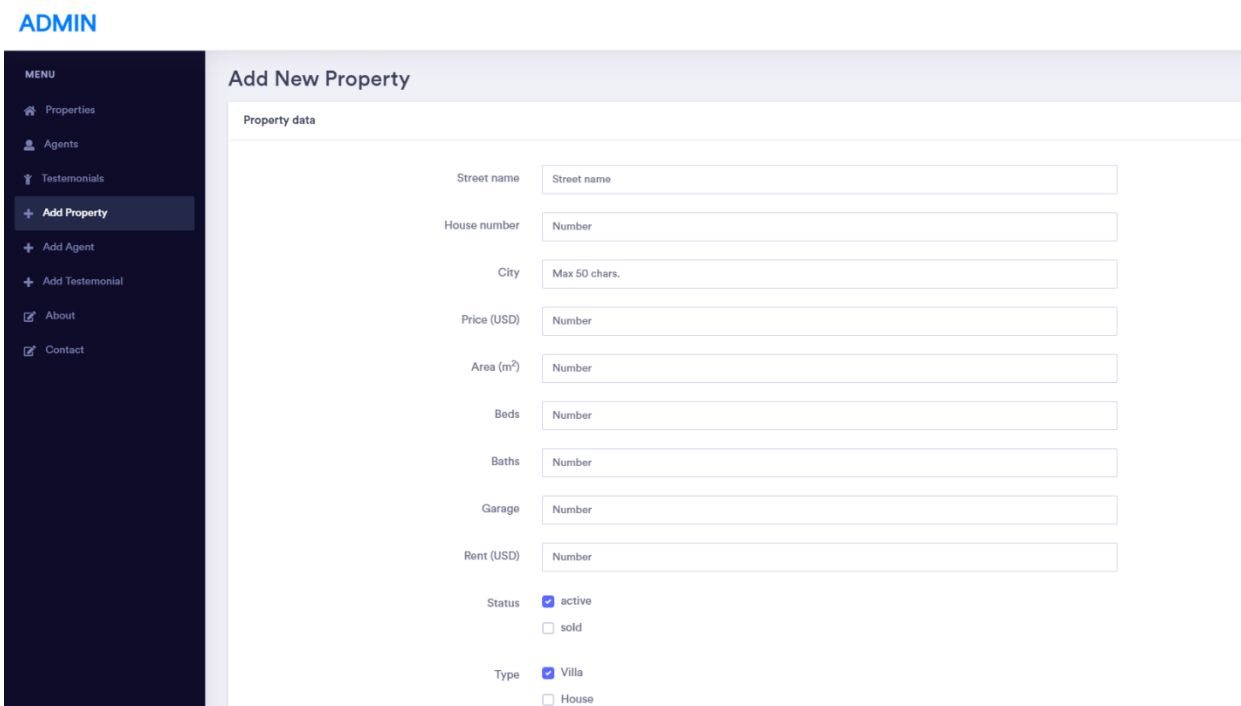 ADMIN
MENU
Properties
Agents
Testemonials
Add Property
Add Agent
Add Testemonial
About
Contact
Add New Property
Property data
Street name Street name
House number Number
City Max 50 chars.
Price (USD) Number
Area (m²) Number
Beds Number
Baths Number
Garage Number
Rent (USD) Number
Status active
sold
Type Villa
House